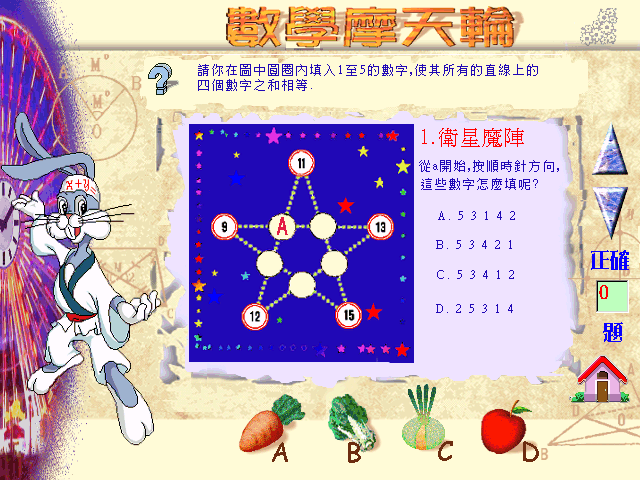 數學摩天輪
請你在圖中圓圈內填入1至5的數字,使其所有的直線上的
四個數字之和相等.
1.衛星魔陣
從a開始,按順時針方向,
這些數字怎麼填呢?
A. 5 3 1 4 2
B. 5 3 4 2 1
C. 5 3 4 1 2
D. 2 5 3 1 4
11
9
A
13
12
15
正確
0
題
x+y
A
B
C
D